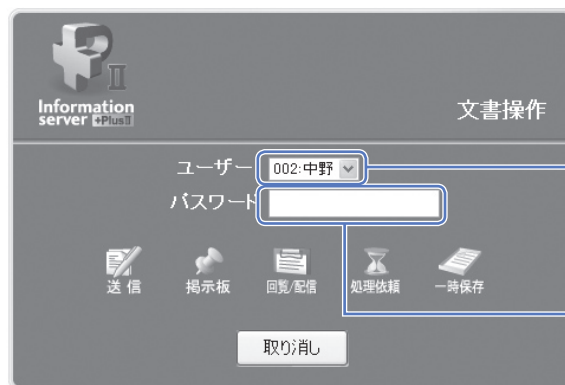 II
Information
server +PlusII
文書操作
ユーザー 002:中野
パスワード
送信 掲示板 回覧/配信 処理依頼 一時保存
取り消し